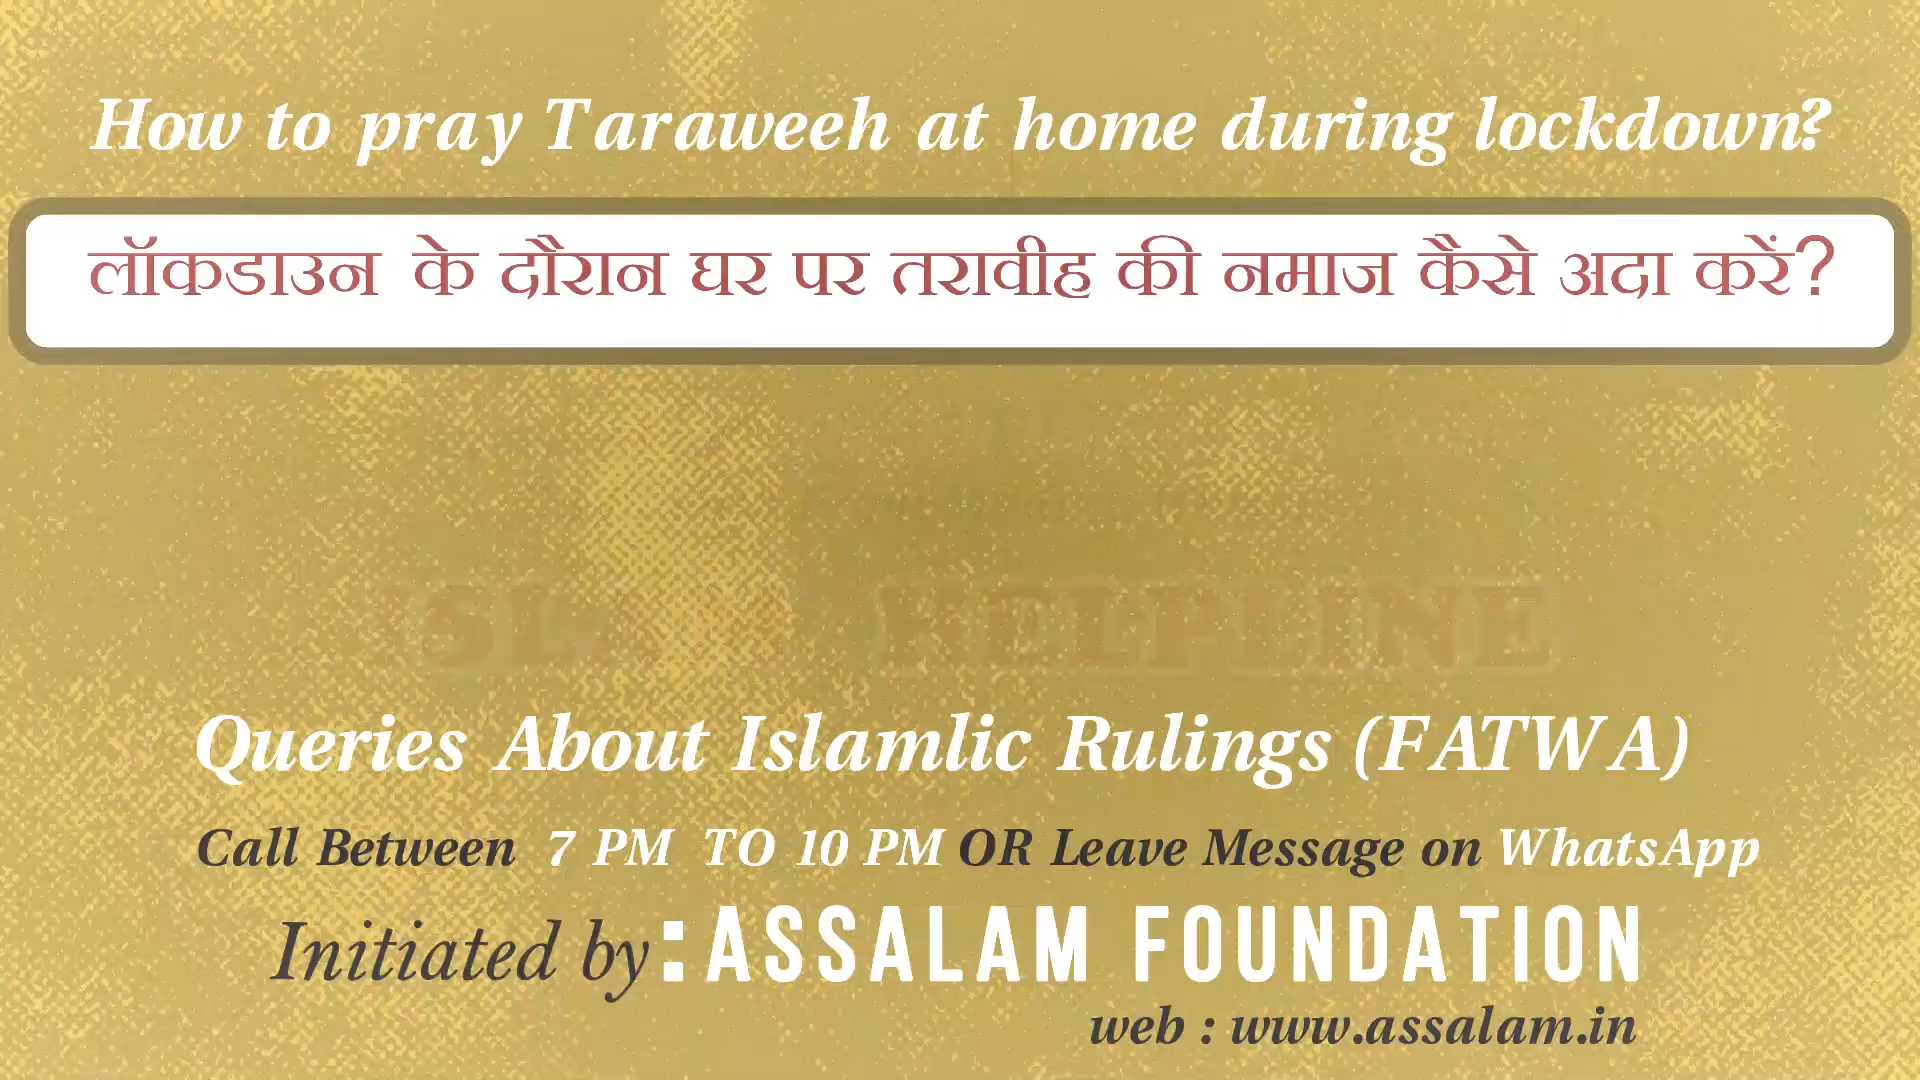 How to pray Taraweeh at home during lockdown?
लॉकडाउन के दौरान घर पर तरावीह की नमाज कैसे अदा करें?
HELPLINE
Queries About Islamlic Rulings (FATWA)
Call Between 7 PM TO 10 PM OR Leave Message on WhatsApp
Initiated by : ASSALAM FOUNDATION
web : www.assalam.in